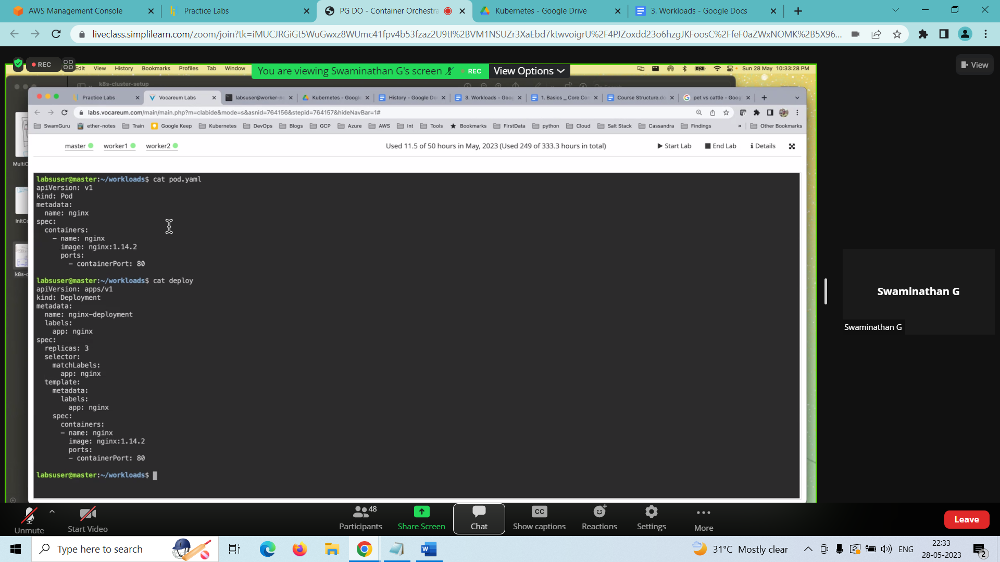 AWS Management Console
Practice Labs
PG DO - Container Orchestra
Kubernetes - Google Drive
3. Workloads - Google Docs
liveclass.simplilearn.com/zoom/join?tk=iMUCJRGiGt5WuGwxz8WUmc41fpv4b53fzaz2U9tI%2BVM1NSUZr3XaEbd7ktwvoigrU%2F4PJZoxdd23o6hzgJKFoosC%2FfeF0aZWxNOMK%2B5X96...
REC
Edit View History Bookmarks Profiles Tab Window
You are viewing Swaminathan G's screen REC View Options
Sun 28 May 10:33:28 PM
View
k8s-cluster-setup
Search
Practice Labs
Vocareum Labs
labsuser@worker-no
Kubernetes - Google
History - Google Do
3. Workloads - Goo
1. Basics _ Core Con
Course Structure.do
pet vs cattle - Goog
labs.vocareum.com/main/main.php?m=clabide&mode=s&asnid=764156&stepid=764157&hideNavBar=1#
SwamGuru ether-notes Train Google Keep Kubernetes DevOps Blogs GCP Azure AWS Int Tools Bookmarks FirstData python Cloud Salt Stack Cassandra Findings » Other Bookmarks
master worker1 worker2
Used 11.5 of 50 hours in May, 2023 (Used 249 of 333.3 hours in total)
Start Lab End Lab Details
MultiC
InitCo
k8s-c
labsuser@master:~/workloads$ cat pod.yaml
apiVersion: v1
kind: Pod
metadata:
  name: nginx
spec:
  containers:
    - name: nginx
      image: nginx:1.14.2
      ports:
        - containerPort: 80
labsuser@master:~/workloads$ cat deploy
apiVersion: apps/v1
kind: Deployment
metadata:
  name: nginx-deployment
  labels:
    app: nginx
spec:
  replicas: 3
  selector:
    matchLabels:
      app: nginx
  template:
    metadata:
      labels:
        app: nginx
    spec:
      containers:
      - name: nginx
        image: nginx:1.14.2
        ports:
        - containerPort: 80
labsuser@master:~/workloads$
Swaminathan G
Swaminathan G
Unmute
Start Video
48
Participants
Share Screen
Chat
CC
Show captions
Reactions
Settings
More
Leave
Type here to search
31°C Mostly clear
ENG
22:33
28-05-2023
2